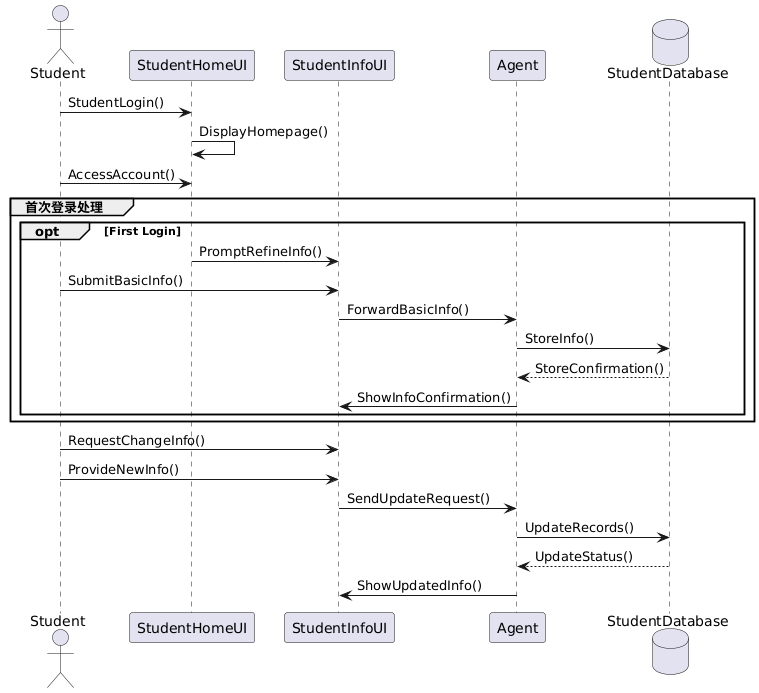 Student
StudentHomeUI
StudentInfoUI
Agent
StudentDatabase
StudentLogin()
DisplayHomepage()
AccessAccount()
首次登录处理
opt
[First Login]
PromptRefineInfo()
SubmitBasicInfo()
ForwardBasicInfo()
StoreInfo()
StoreConfirmation()
ShowInfoConfirmation()
RequestChangeInfo()
ProvideNewInfo()
SendUpdateRequest()
UpdateRecords()
UpdateStatus()
ShowUpdatedInfo()
Student
StudentHomeUI
StudentInfoUI
Agent
StudentDatabase